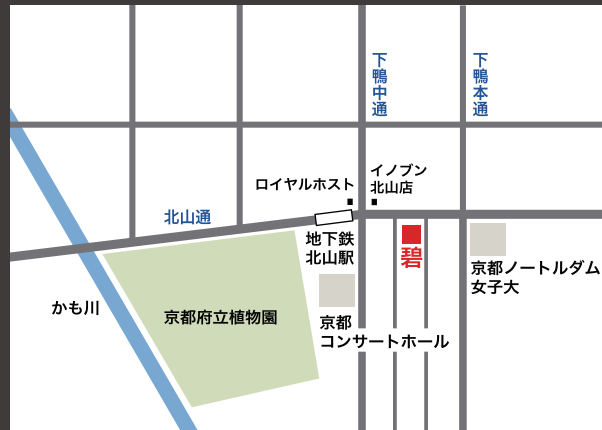 下鴨中通
下鴨本通
イノブン
北山店
ロイヤルホスト
北山通
地下鉄
北山駅
碧
京都ノートルダム
女子大
かも川
京都府立植物園
京都
コンサートホール